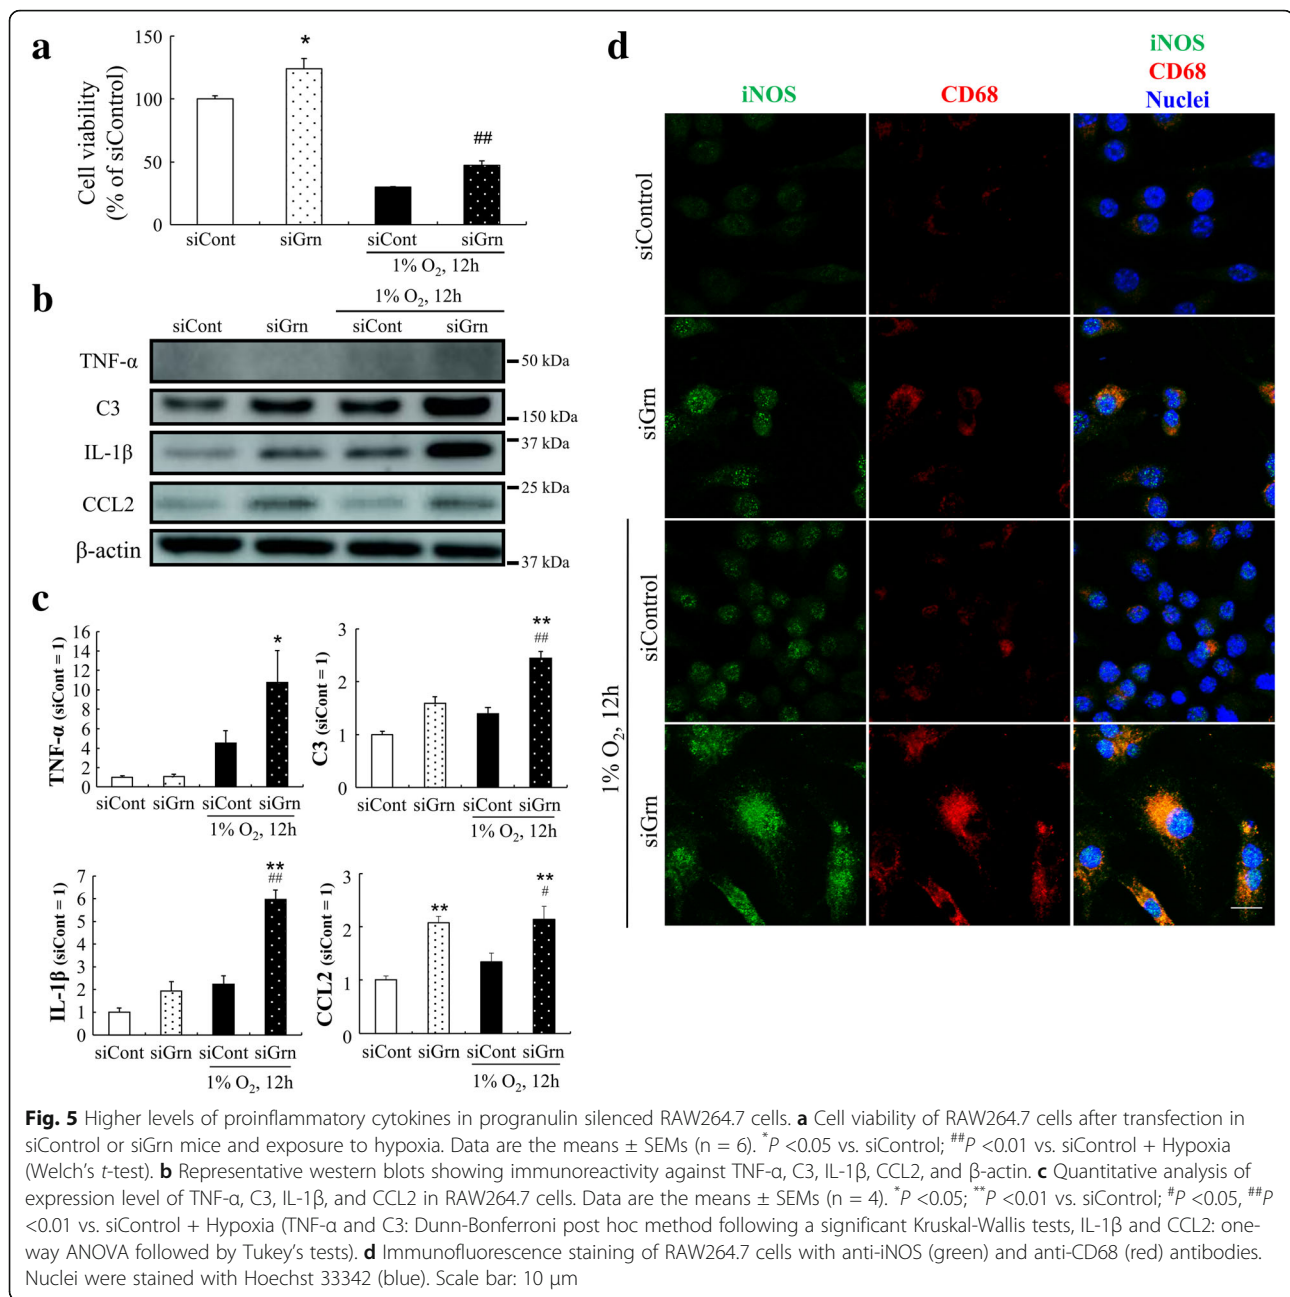 a
Cell viability
(% of siControl)
150
100
50
0
*
##
siCont
siGrn
siCont
siGrn
1% O2, 12h
b
1% O2, 12h
siCont
siGrn
siCont
siGrn
TNF-α
50 kDa
C3
150 kDa
IL-1β
37 kDa
CCL2
25 kDa
β-actin
37 kDa
c
TNF-α (siCont = 1)
16
14
12
10
8
6
4
2
0
*
siCont
siGrn
siCont
siGrn
1% O2, 12h
C3 (siCont = 1)
3
2
1
0
**
##
siCont
siGrn
siCont
siGrn
1% O2, 12h
IL-1β (siCont = 1)
7
6
5
4
3
2
1
0
**
##
siCont
siGrn
siCont
siGrn
1% O2, 12h
CCL2 (siCont = 1)
3
2
1
0
**
**
#
siCont
siGrn
siCont
siGrn
1% O2, 12h
d
iNOS
CD68
iNOS
CD68
Nuclei
siControl
siGrn
siControl
siGrn
1% O2, 12h
Fig. 5 Higher levels of proinflammatory cytokines in progranulin silenced RAW264.7 cells. a Cell viability of RAW264.7 cells after transfection in
siControl or siGrn mice and exposure to hypoxia. Data are the means ± SEMs (n = 6). *P <0.05 vs. siControl; ##P <0.01 vs. siControl + Hypoxia
(Welch's t-test). b Representative western blots showing immunoreactivity against TNF-α, C3, IL-1β, CCL2, and β-actin. c Quantitative analysis of
expression level of TNF-α, C3, IL-1β, and CCL2 in RAW264.7 cells. Data are the means ± SEMs (n = 4). *P <0.05; **P <0.01 vs. siControl; #P <0.05, ##P
<0.01 vs. siControl + Hypoxia (TNF-α and C3: Dunn-Bonferroni post hoc method following a significant Kruskal-Wallis tests, IL-1β and CCL2: one-
way ANOVA followed by Tukey's tests). d Immunofluorescence staining of RAW264.7 cells with anti-iNOS (green) and anti-CD68 (red) antibodies.
Nuclei were stained with Hoechst 33342 (blue). Scale bar: 10 μm